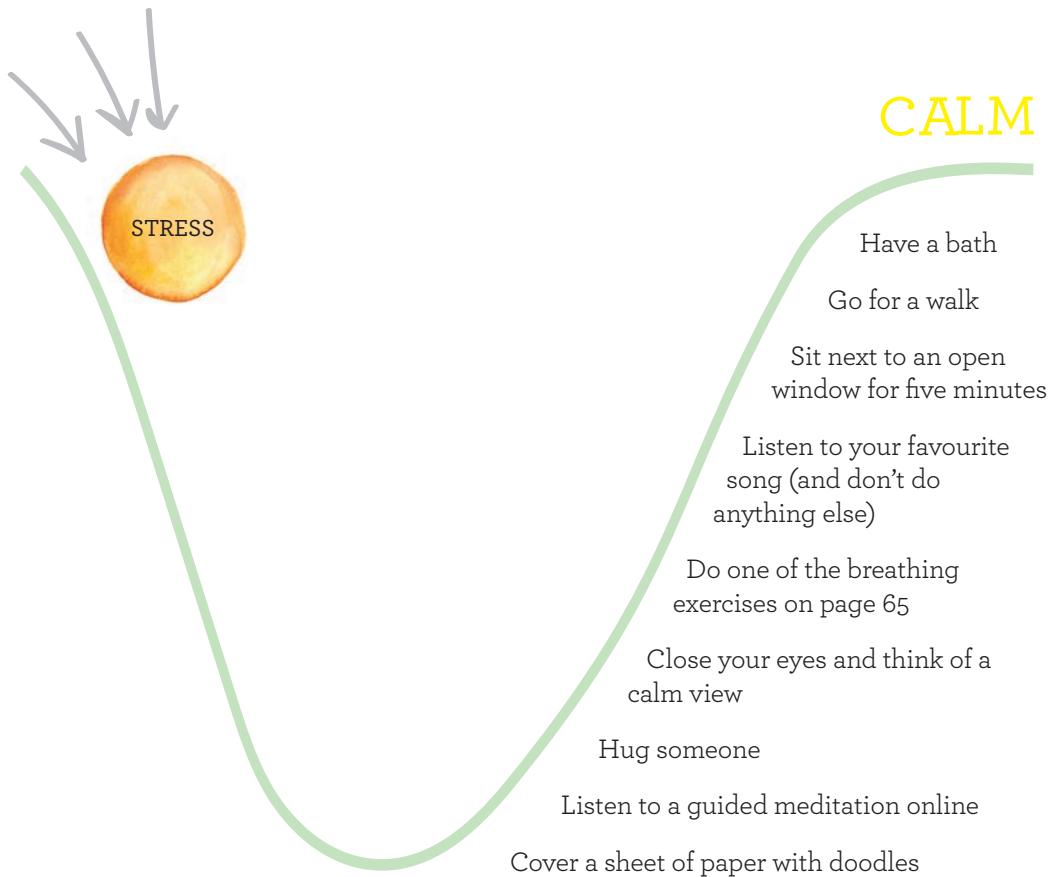 CALM
STRESS
Have a bath
Go for a walk
Sit next to an open
window for five minutes
Listen to your favourite
song (and don't do
anything else)
Do one of the breathing
exercises on page 65
Close your eyes and think of a
calm view
Hug someone
Listen to a guided meditation online
Cover a sheet of paper with doodles